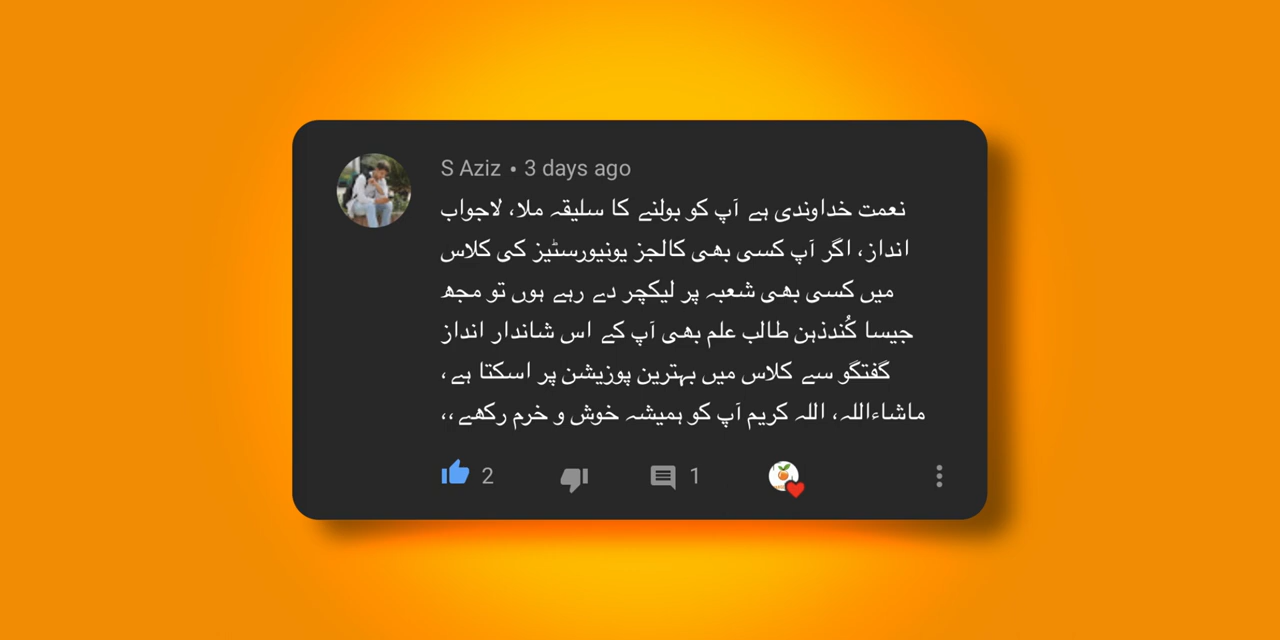 S Aziz • 3 days ago
نعمت خداوندی ہے آپ کو بولنے کا سلیقہ ملا، لاجواب
انداز، اگر آپ کسی بھی کالجز یونیورسٹیز کی کلاس
میں کسی بھی شعبہ پر لیکچر دے رہے ہوں تو مجھ
جیسا کُندذہن طالب علم بھی آپ کے اس شاندار انداز
گفتگو سے کلاس میں بہترین پوزیشن پر اسکتا ہے،
ماشاءاللہ، اللہ کریم آپ کو ہمیشہ خوش و خرم رکھے،،
2
1